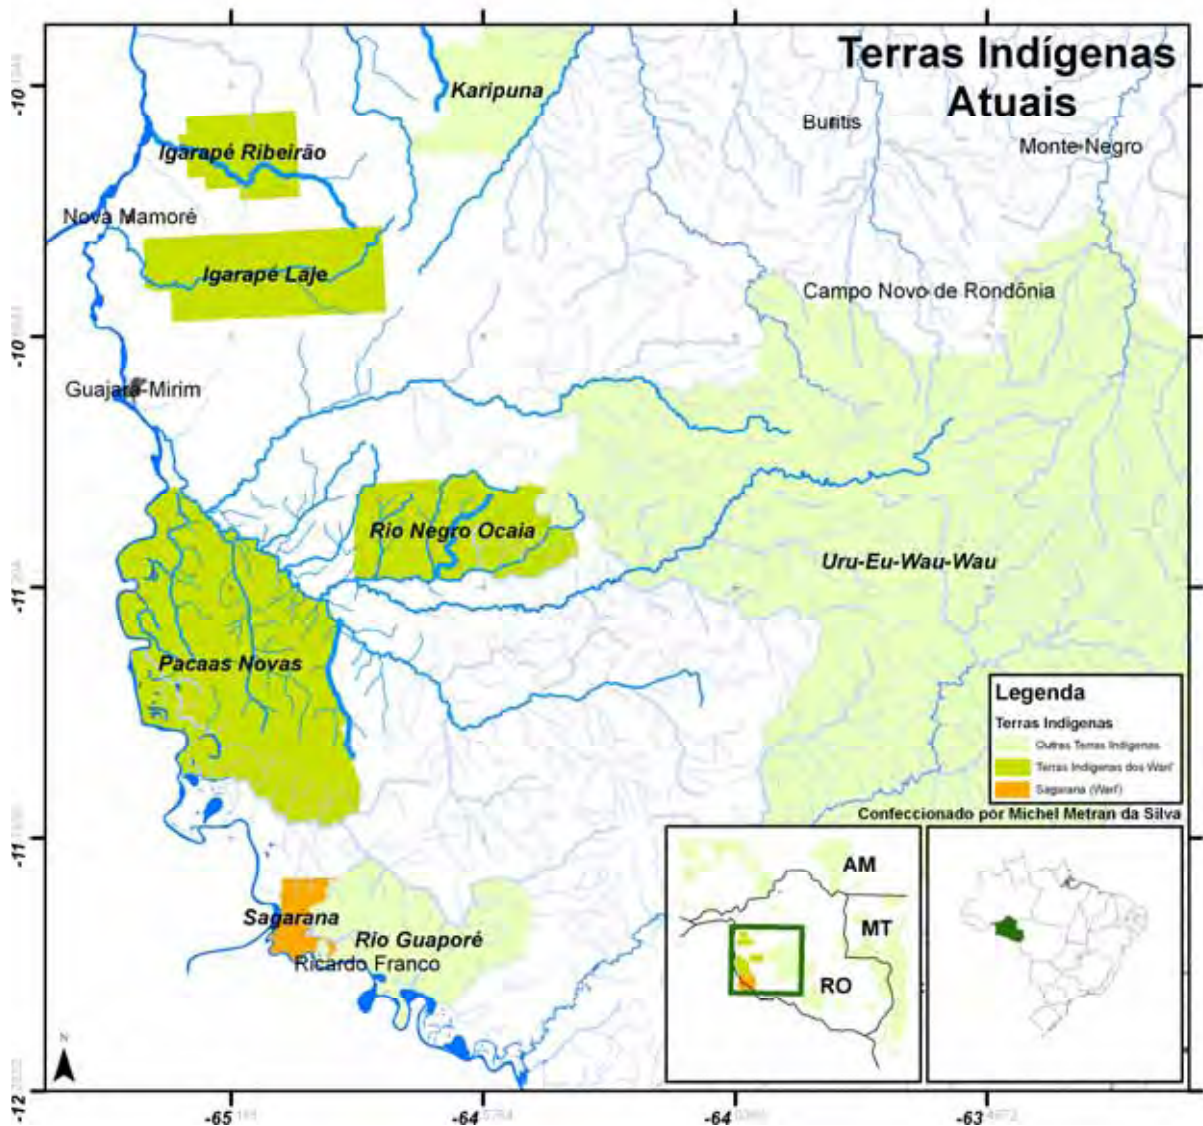 Terras Indígenas
Atuais
Karipuna
Buritis
Monte Negro
Igarapé Ribeirão
Nova Mamoré
Igarapé Laje
Campo Novo de Rondônia
Guajará-Mirim
Rio Negro Ocaia
Uru-Eu-Wau-Wau
Pacaas Novas
Legenda
Terras Indígenas
Outras Terras Indígenas
Terras Indígenas dos Wari'
Sagarana (Wari')
Confeccionado por Michel Metran da Silva
AM
MT
RO
Sagarana
Rio Guaporé
Ricardo Franco
N
-10
-10
-11
-11
-12
-65
-64
-64
-63